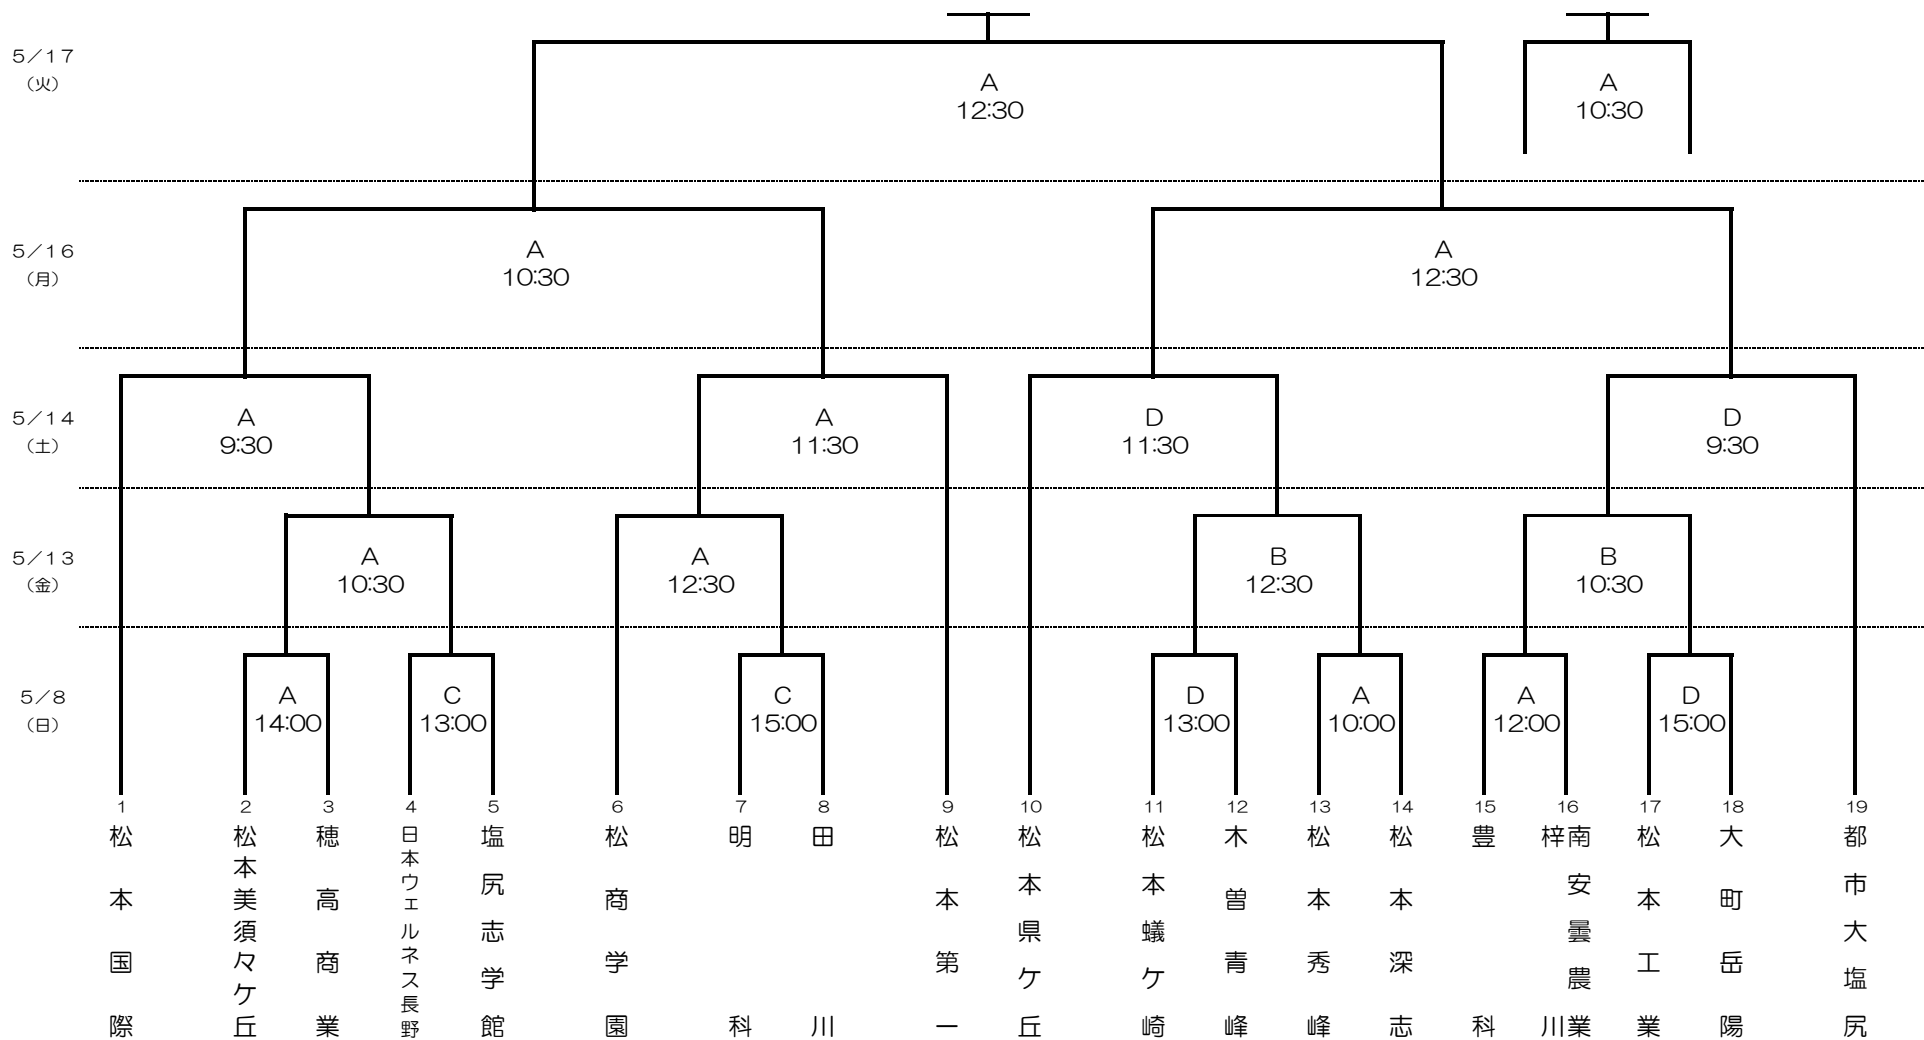 5/17
(火)
A
12:30
A
10:30
5/16
(月)
A
10:30
A
12:30
5/14
(土)
A
9:30
A
11:30
D
11:30
D
9:30
5/13
(金)
A
10:30
A
12:30
B
12:30
B
10:30
5/8
(日)
A
14:00
C
13:00
C
15:00
D
13:00
A
10:00
A
12:00
D
15:00
1
松本国際
2
松本美須々ケ丘
3
穂高商業
4
日本ウェルネス長野
5
塩尻志学館
6
松商学園
7
明科
8
田川
9
松本第一
10
松本県ケ丘
11
松本蟻ケ崎
12
木曽青峰
13
松本秀峰
14
松本深志
15
豊科
16
南安曇農業
梓川
17
松本工業
18
大町岳陽
19
都市大塩尻